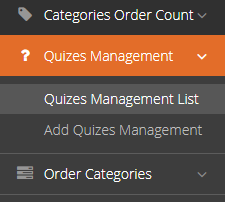 Categories Order Count
Quizes Management
Quizes Management List
Add Quizes Management
Order Categories